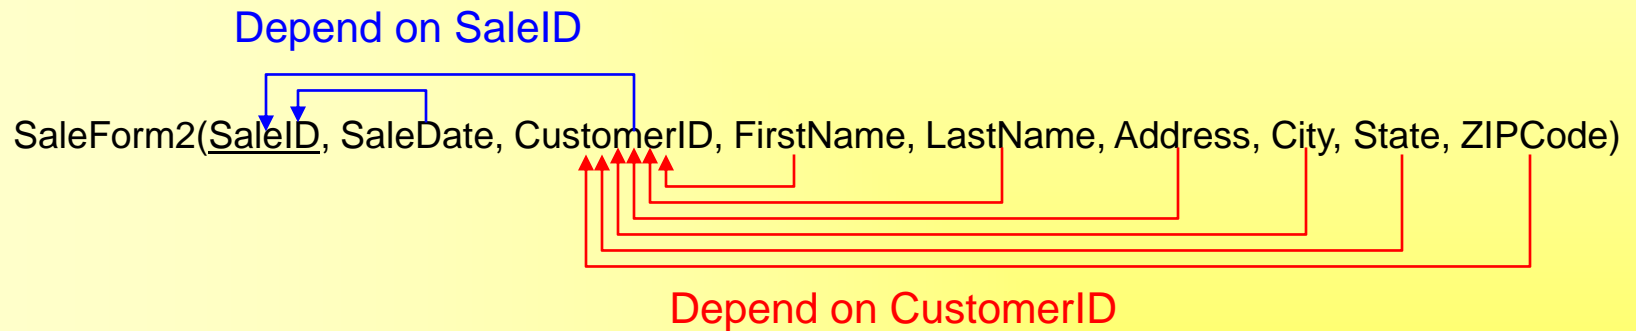 Depend on SaleID
SaleForm2(SaleID, SaleDate, CustomerID, FirstName, LastName, Address, City, State, ZIPCode)
Depend on CustomerID